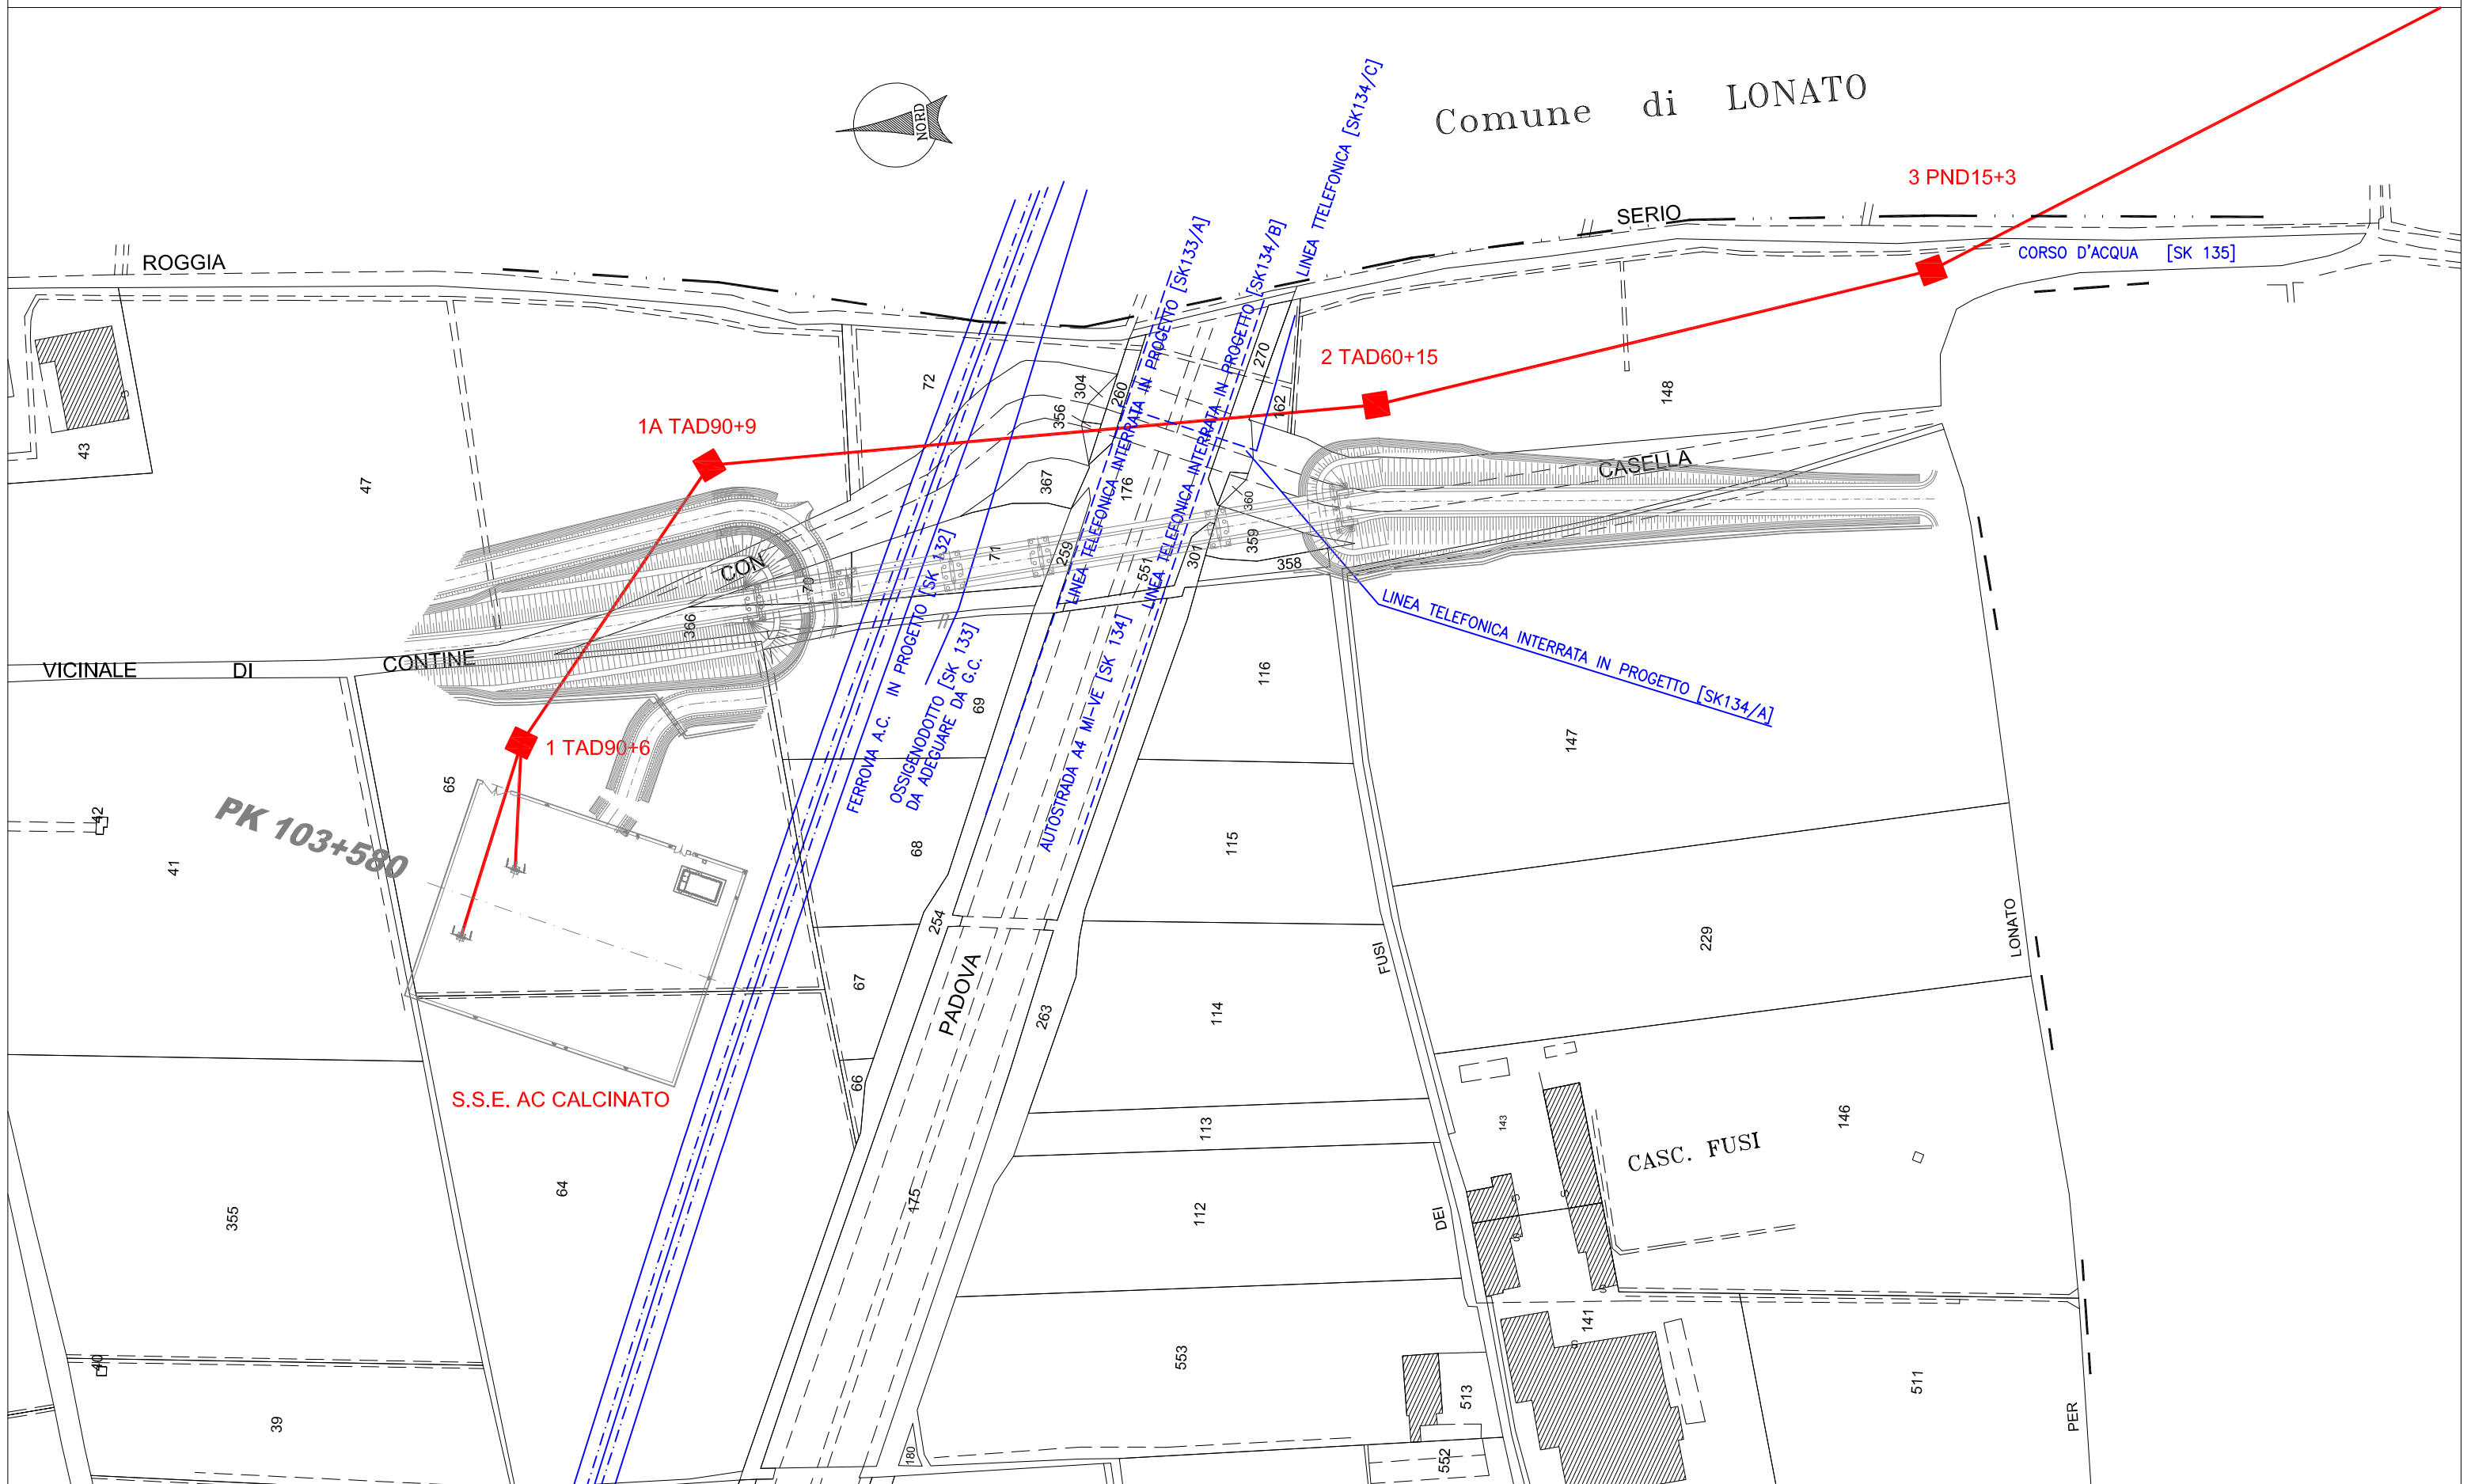 Comune di LONATO
NORD
3 PND15+3
SERIO
ROGGIA
CORSO D'ACQUA [SK 135]
LINEA TTELEFONICA [SK134/C]
LINEA TELEFONICA INTERRATA IN PROGETTO [SK133/A]
LINEA TELEFONICA INTERRATA IN PROGETTO [SK134/B]
2 TAD60+15
1A TAD90+9
72
304
356
260
270
162
148
43
47
367
176
360
359
358
CASELLA
CON
70
71
259
551
301
366
VICINALE DI CONTINE
LINEA TELEFONICA INTERRATA IN PROGETTO [SK134/A]
FERROVIA A.C. IN PROGETTO [SK 132]
OSSIGENODOTTO [SK 133]
DA ADEGUARE DA G.C.
AUTOSTRADA A4 MI-VE [SK 134]
69
116
147
1 TAD90+6
65
42
41
PK 103+580
68
115
254
67
PADOVA
263
114
FUSI
229
LONATO
66
S.S.E. AC CALCINATO
113
143
146
CASC. FUSI
64
355
175
112
DEI
S
S
S
S
S
S
141
40
39
553
513
511
PER
180
552